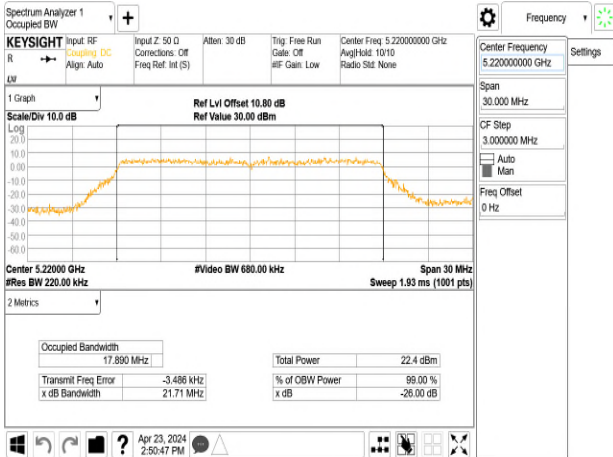 Spectrum Analyzer 1
Occupied BW
Frequency
KEYSIGHT
R
Input: RF
Coupling: DC
Align: Auto
Input Z: 50 Ω
Corrections: Off
Freq Ref: Int (S)
Atten: 30 dB
Trig: Free Run
Gate: Off
#IF Gain: Low
Center Freq: 5.220000000 GHz
Avg|Hold: 10/10
Radio Std: None
Center Frequency
5.220000000 GHz
Settings
Span
30.000 MHz
CF Step
3.000000 MHz
Auto
Man
Freq Offset
0 Hz
1 Graph
Scale/Div 10.0 dB
Ref Lvl Offset 10.80 dB
Ref Value 30.00 dBm
Log
20.0
10.0
0.00
-10.0
-20.0
-30.0
-40.0
-50.0
-60.0
Center 5.22000 GHz
#Video BW 680.00 kHz
Span 30 MHz
#Res BW 220.00 kHz
Sweep 1.93 ms (1001 pts)
2 Metrics
Occupied Bandwidth
17.890 MHz
Total Power 22.4 dBm
Transmit Freq Error -3.486 kHz
% of OBW Power 99.00 %
x dB Bandwidth 21.71 MHz
x dB -26.00 dB
?
Apr 23, 2024
2:50:47 PM